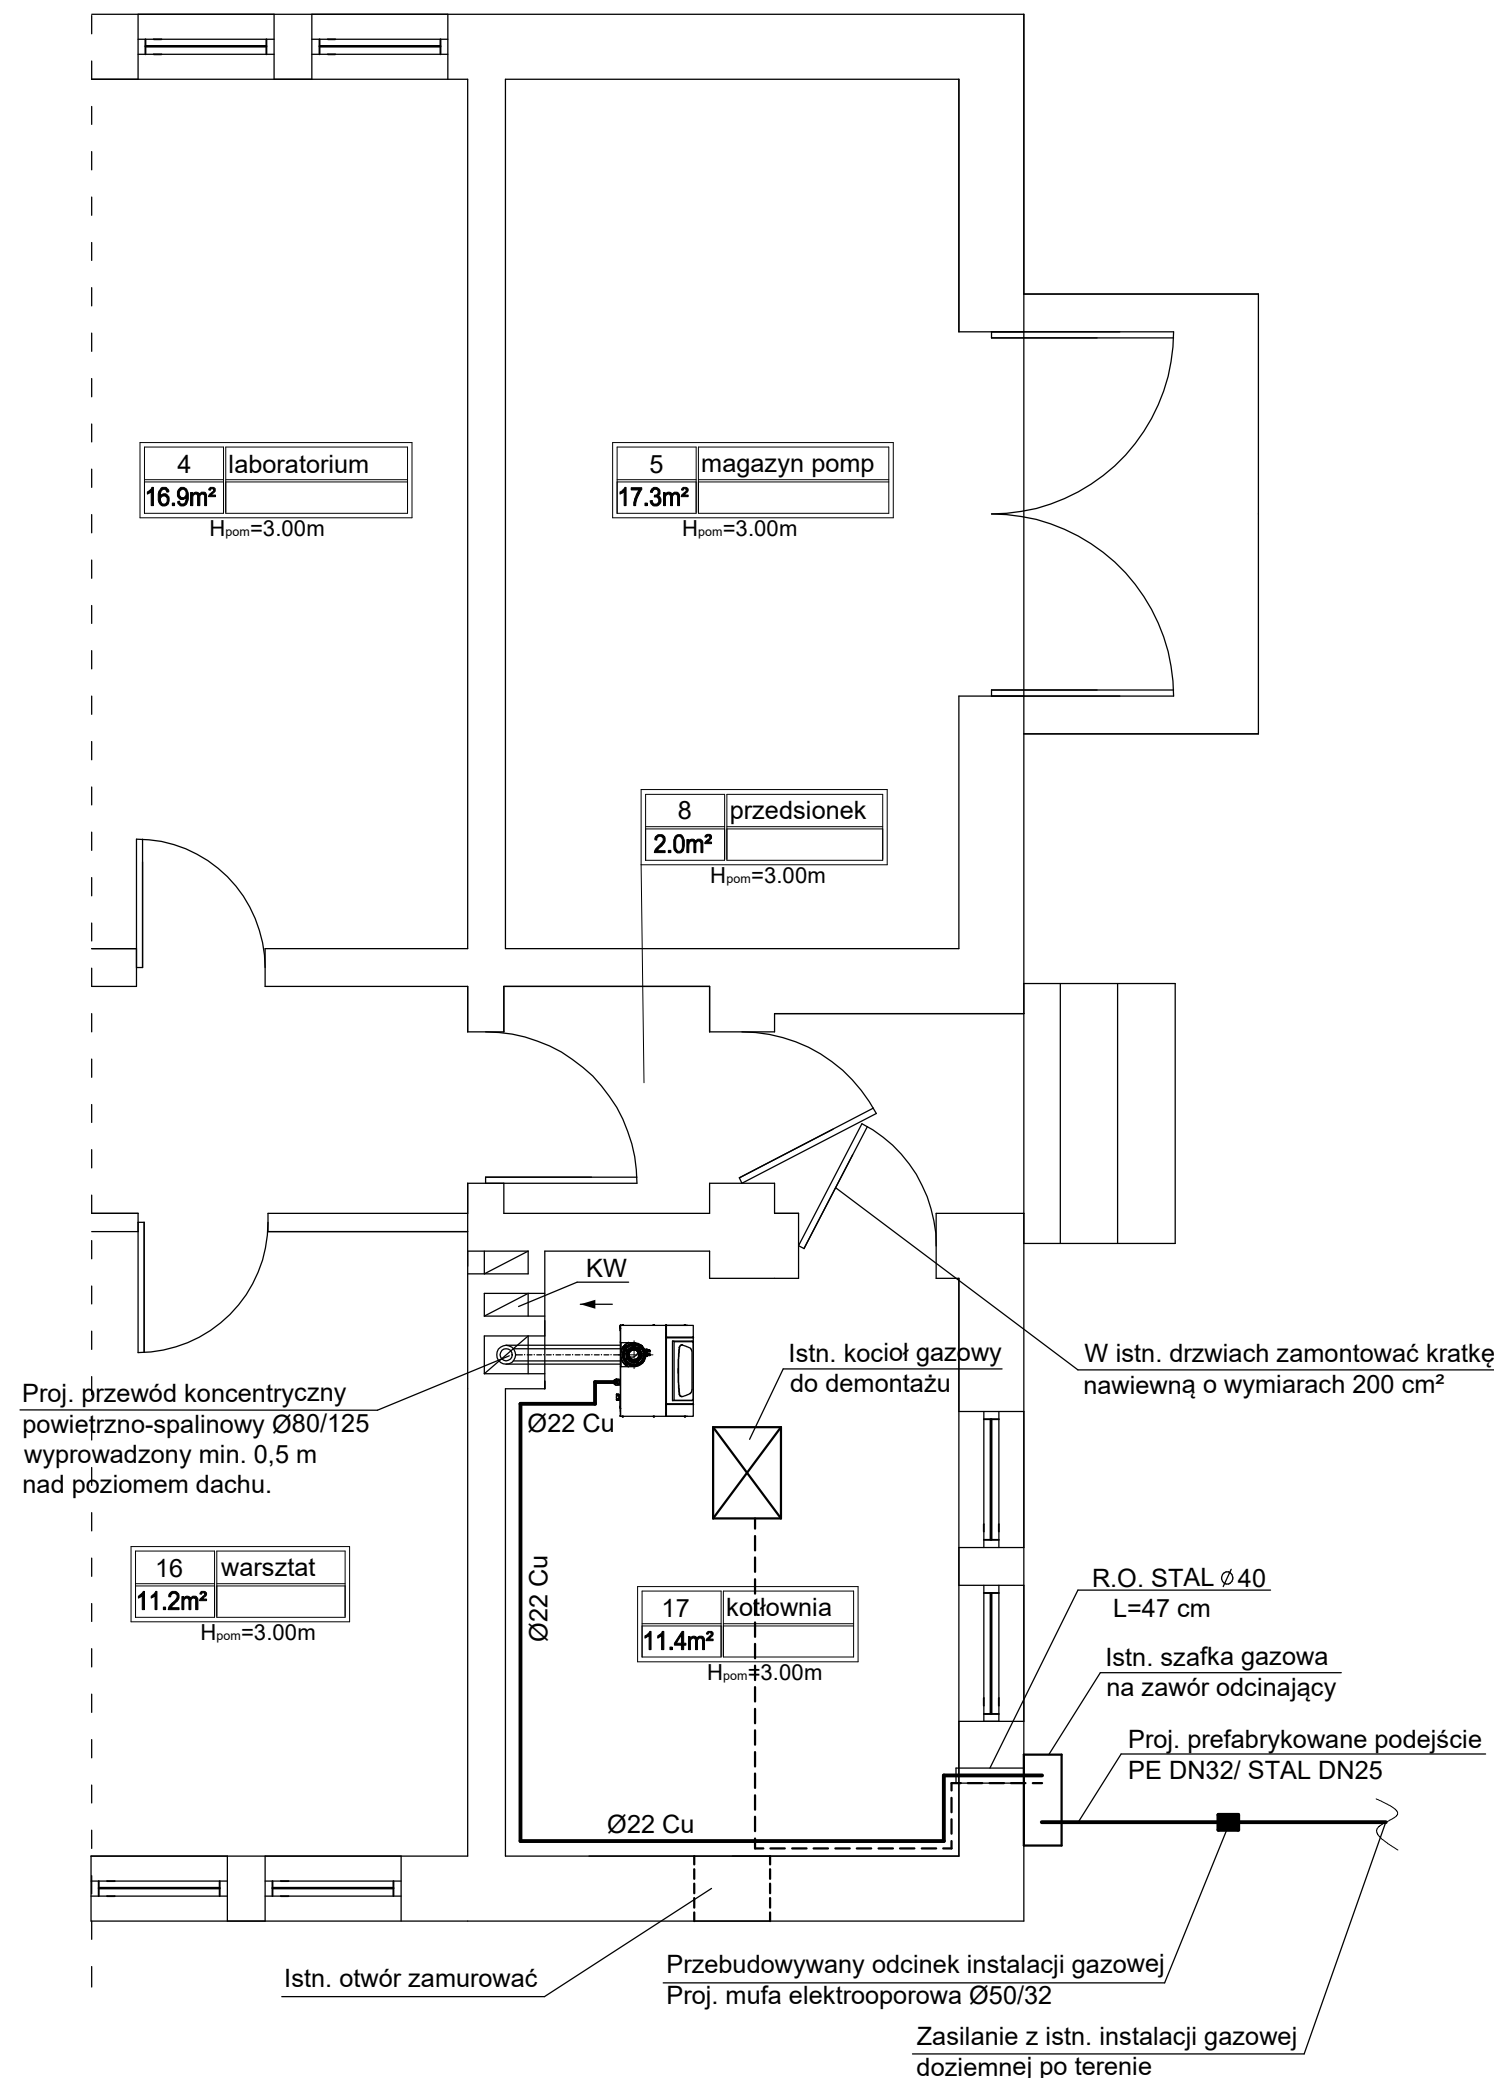 4 laboratorium
16.9m²
Hpom=3.00m
5 magazyn pomp
17.3m²
Hpom=3.00m
8 przedsionek
2.0m²
Hpom=3.00m
KW
Istn. kocioł gazowy
do demontażu
W istn. drzwiach zamontować kratkę
nawiewną o wymiarach 200 cm²
Proj. przewód koncentryczny
powietrzno-spalinowy Ø80/125
wyprowadzony min. 0,5 m
nad poziomem dachu.
Ø22 Cu
Ø22 Cu
16 warsztat
11.2m²
Hpom=3.00m
17 kotłownia
11.4m²
Hpom=3.00m
R.O. STAL Ø40
L=47 cm
Istn. szafka gazowa
na zawór odcinający
Proj. prefabrykowane podejście
PE DN32/ STAL DN25
Ø22 Cu
Istn. otwór zamurować
Przebudowywany odcinek instalacji gazowej
Proj. mufa elektrooporowa Ø50/32
Zasilanie z istn. instalacji gazowej
doziemnej po terenie